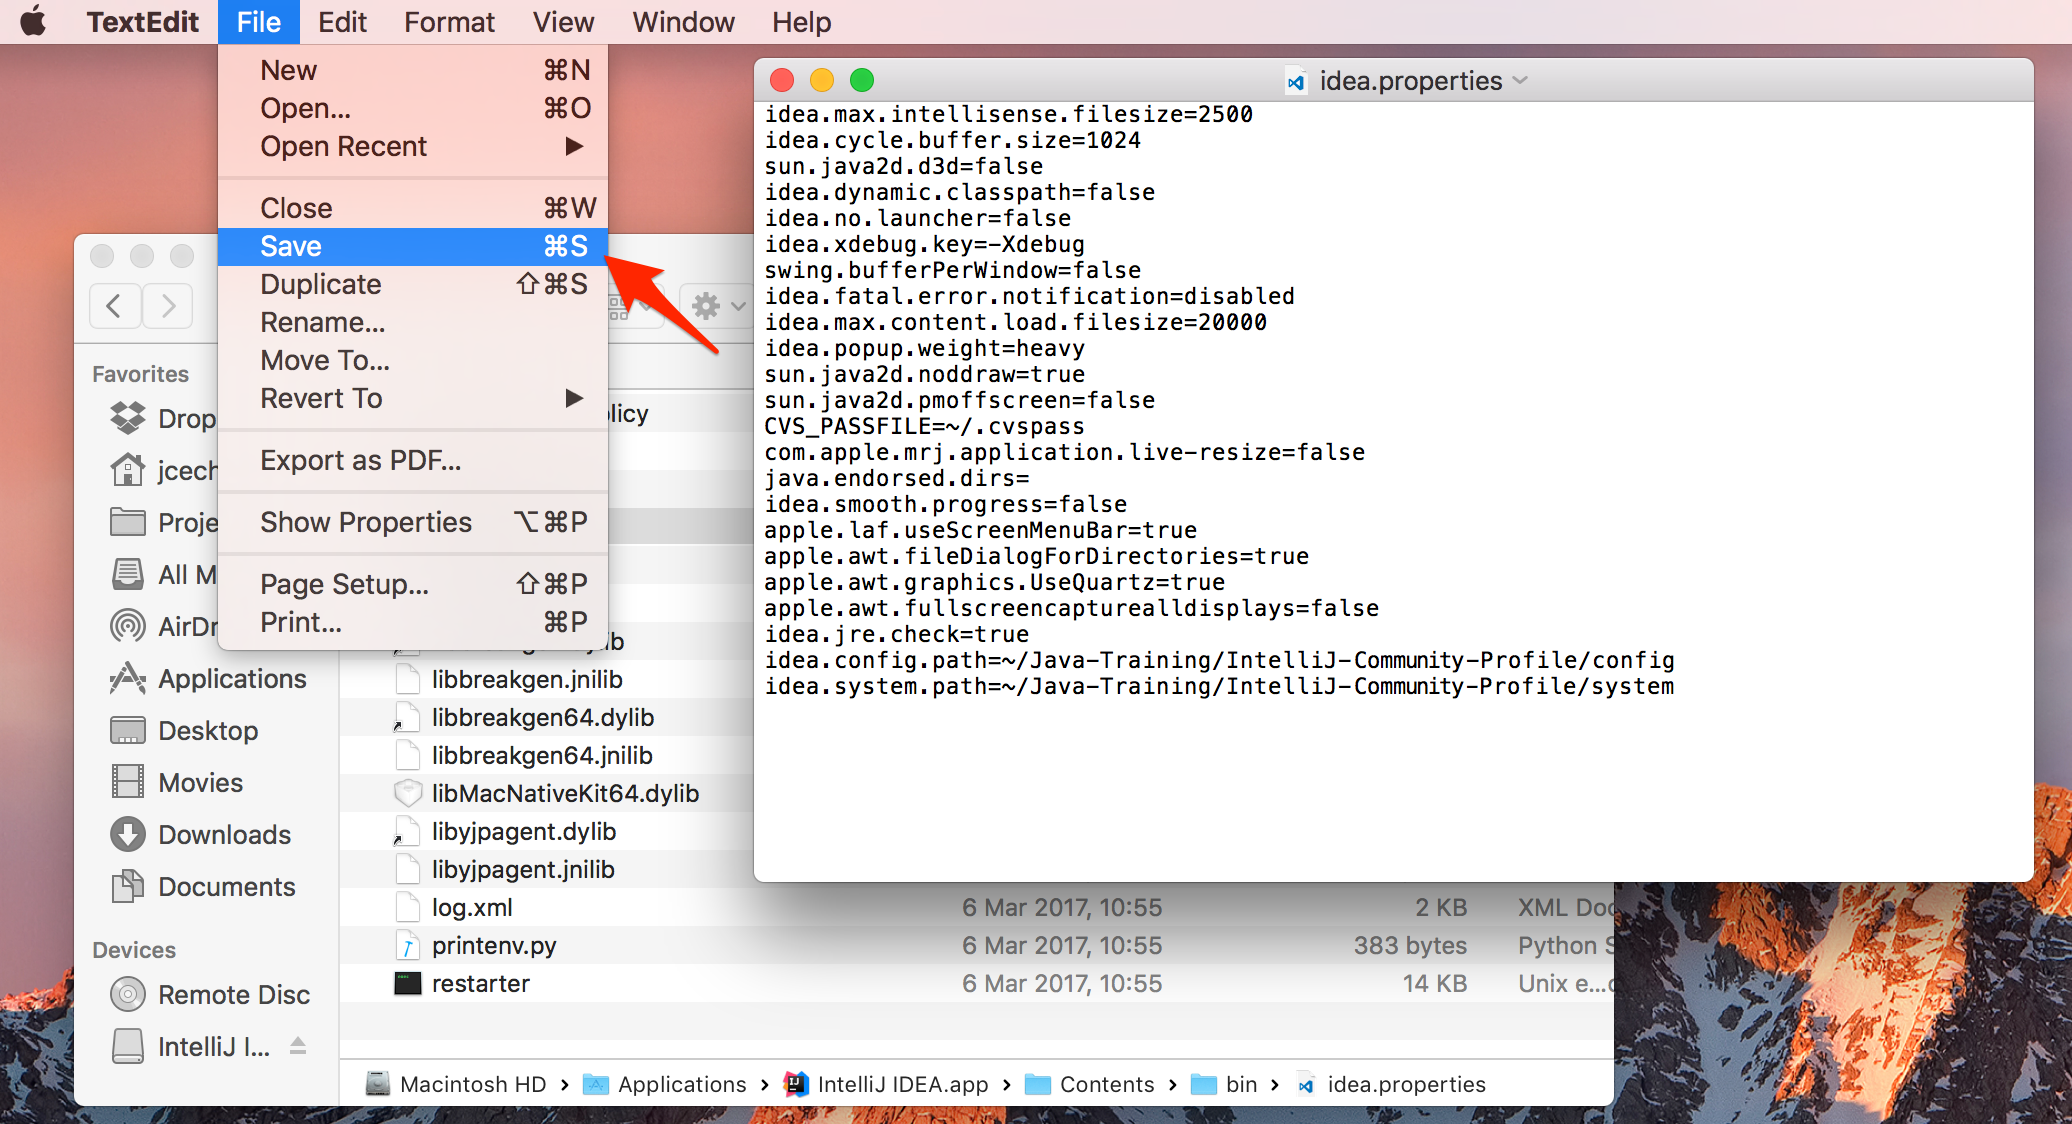 TextEdit File Edit Format View Window Help
New ⌘N
Open... ⌘O
Open Recent ▶
Close ⌘W
Save ⌘S
Duplicate ⇧⌘S
Rename...
Move To...
Revert To ▶
Export as PDF...
Show Properties ⌥⌘P
Page Setup... ⇧⌘P
Print... ⌘P
idea.properties
idea.max.intellisense.filesize=2500
idea.cycle.buffer.size=1024
sun.java2d.d3d=false
idea.dynamic.classpath=false
idea.no.launcher=false
idea.xdebug.key=-Xdebug
swing.bufferPerWindow=false
idea.fatal.error.notification=disabled
idea.max.content.load.filesize=20000
idea.popup.weight=heavy
sun.java2d.noddraw=true
sun.java2d.pmoffscreen=false
CVS_PASSFILE=~/.cvspass
com.apple.mrj.application.live-resize=false
java.endorsed.dirs=
idea.smooth.progress=false
apple.laf.useScreenMenuBar=true
apple.awt.fileDialogForDirectories=true
apple.awt.graphics.UseQuartz=true
apple.awt.fullscreencapturealldisplays=false
idea.jre.check=true
idea.config.path=~/Java-Training/IntelliJ-Community-Profile/config
idea.system.path=~/Java-Training/IntelliJ-Community-Profile/system
Favorites
Drop
jcech
Proje
All M
AirDr
Applications
Desktop
Movies
Downloads
Documents
Devices
Remote Disc
IntelliJ I...
licy
libbreakgen.jnilib
libbreakgen64.dylib
libbreakgen64.jnilib
libMacNativeKit64.dylib
libyjpagent.dylib
libyjpagent.jnilib
log.xml 6 Mar 2017, 10:55 2 KB XML Doc
printenv.py 6 Mar 2017, 10:55 383 bytes Python S
restarter 6 Mar 2017, 10:55 14 KB Unix e...c
Macintosh HD › Applications › IntelliJ IDEA.app › Contents › bin › idea.properties